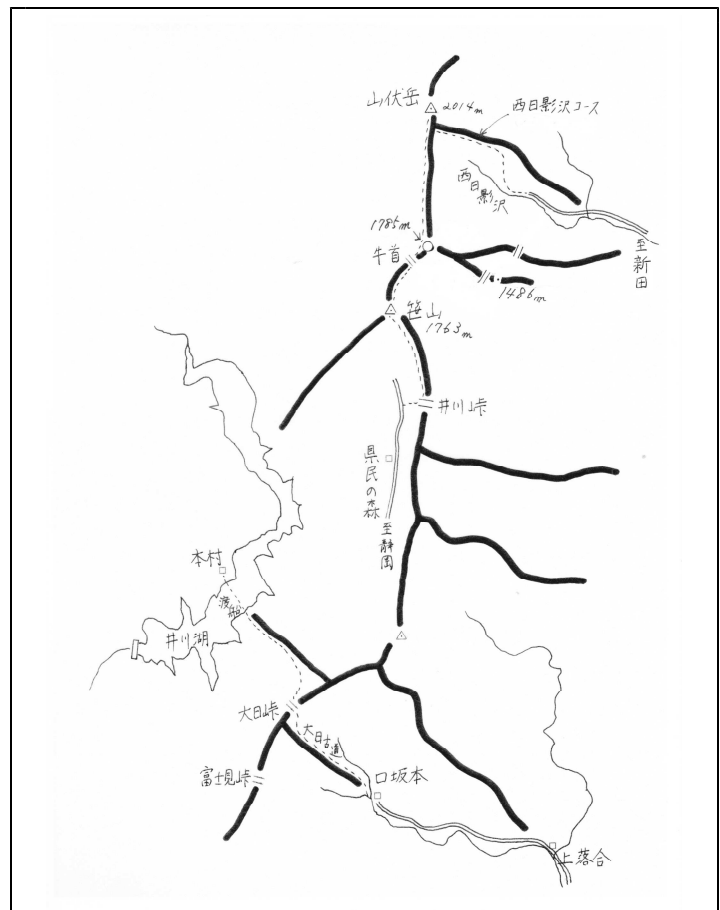 山伏岳
2014m
西日影沢コース
西日影沢
1785m
至新田
牛首
1486m
笹山
1763m
井川峠
県民の森
至静岡
本村
渡船
井川湖
大日峠
大日古道
富士見峠
口坂本
上落合